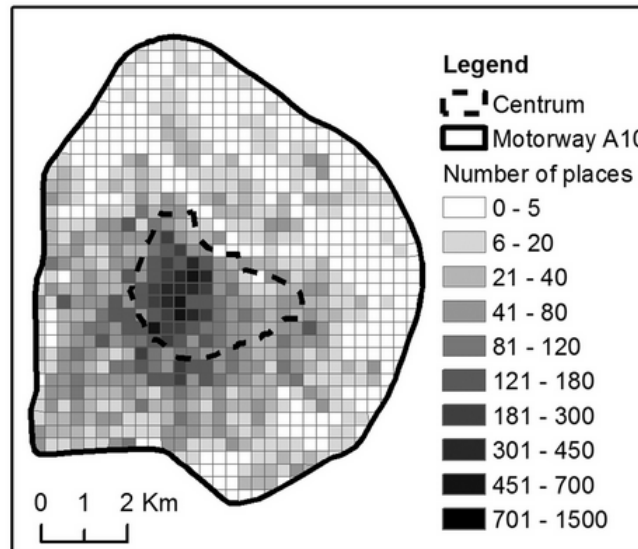 Legend
Centrum
Motorway A10
Number of places
0 - 5
6 - 20
21 - 40
41 - 80
81 - 120
121 - 180
181 - 300
301 - 450
451 - 700
701 - 1500
0 1 2 Km